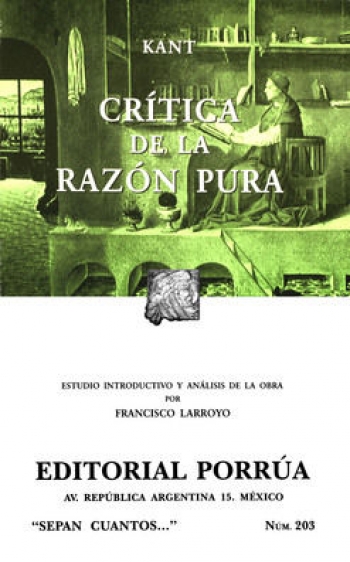 KANT
CRÍTICA
DE LA
RAZÓN PURA
ESTUDIO INTRODUCTIVO Y ANÁLISIS DE LA OBRA
POR
FRANCISCO LARROYO
EDITORIAL PORRÚA
AV. REPÚBLICA ARGENTINA 15. MÉXICO
“SEPAN CUANTOS...” NÚM. 203